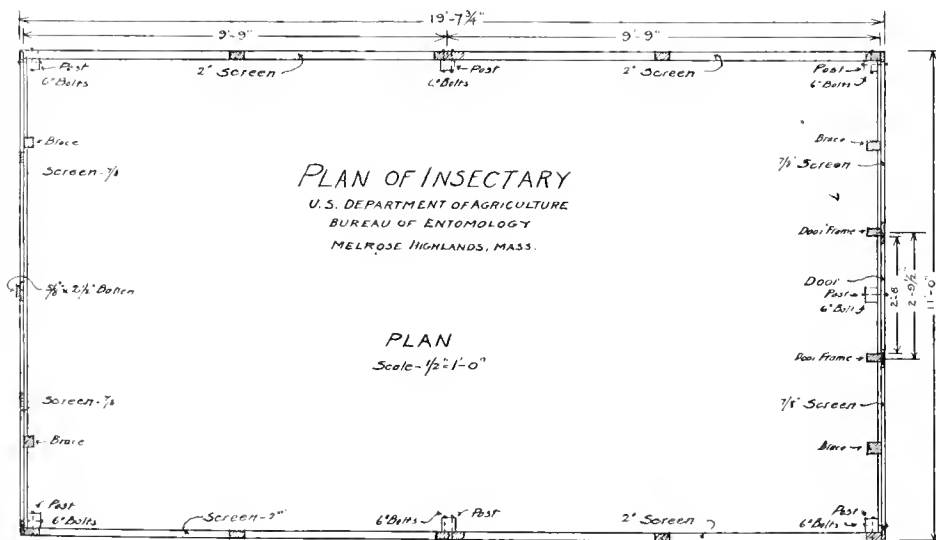 19'-7¾"
9'-9" 9'-9"
Post 2" Screen Post 2" Screen Post
6" Bolts 6" Bolts 6" Bolts
Brace Brace
Screen-⅞ ⅞" Screen
PLAN OF INSECTARY
U.S. DEPARTMENT OF AGRICULTURE
BUREAU OF ENTOMOLOGY
MELROSE HIGHLANDS, MASS.
Door Frame
Door
⅝" x 2½" Batten Post
6" Bolt
2'-8 2'-9½" 11'-0"
PLAN
Scale-½"=1'-0"
Door Frame
Screen-⅞ ⅞" Screen
Brace Brace
Post Screen-2" 6" Bolts Post 2" Screen Post
6" Bolts 6" Bolts